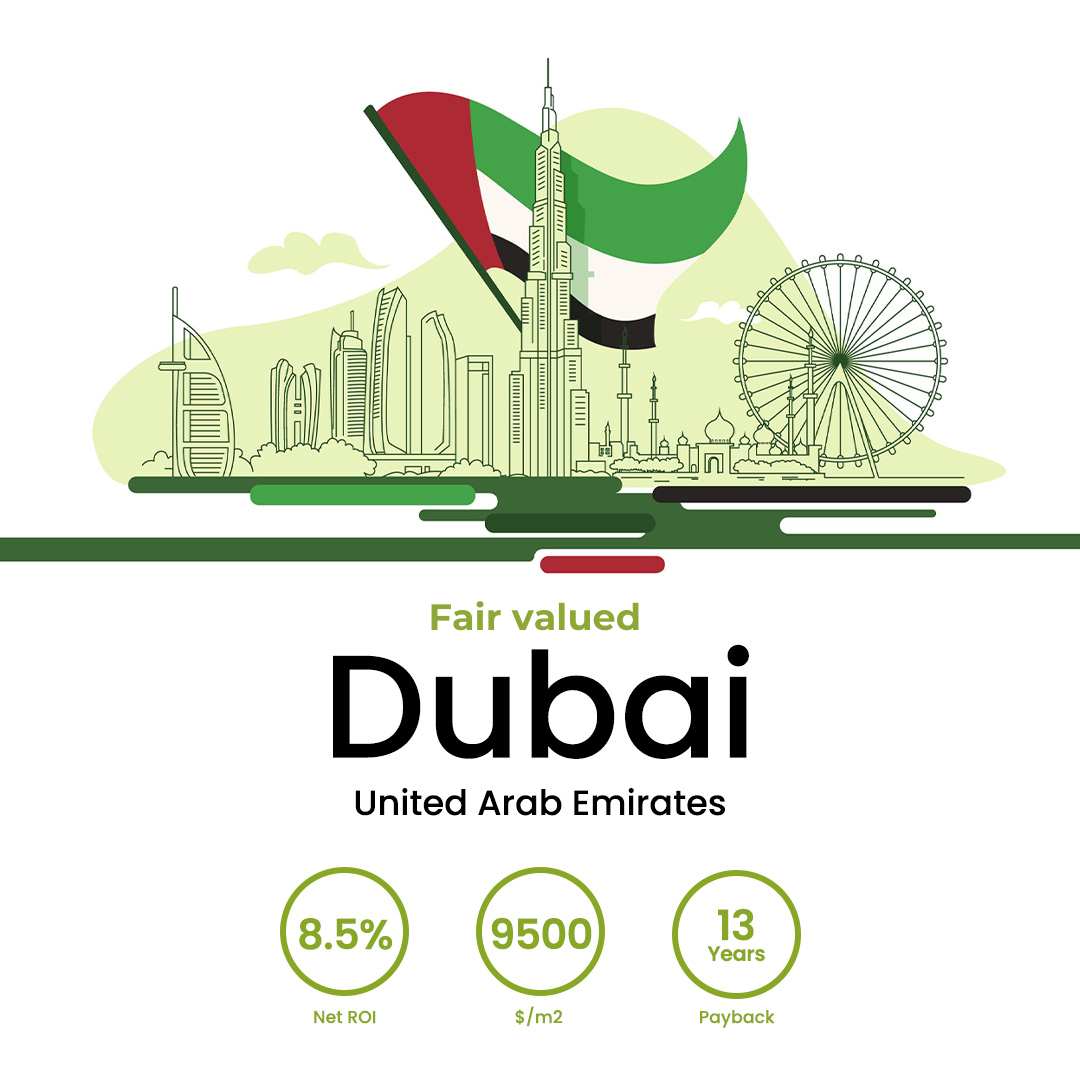 Fair valued
Dubai
United Arab Emirates
8.5%
Net ROI
9500
$/m2
13
Years
Payback